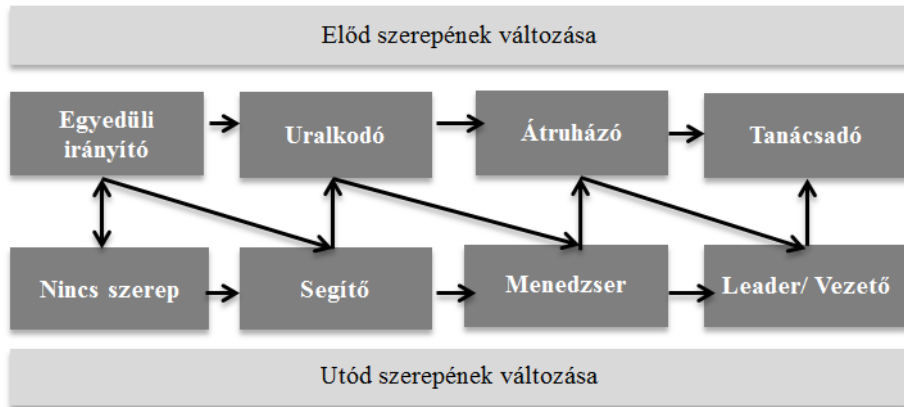 Előd szerepének változása
Egyedüli
irányító
Uralkodó
Átruházó
Tanácsadó
Nincs szerep
Segítő
Menedzser
Leader/ Vezető
Utód szerepének változása